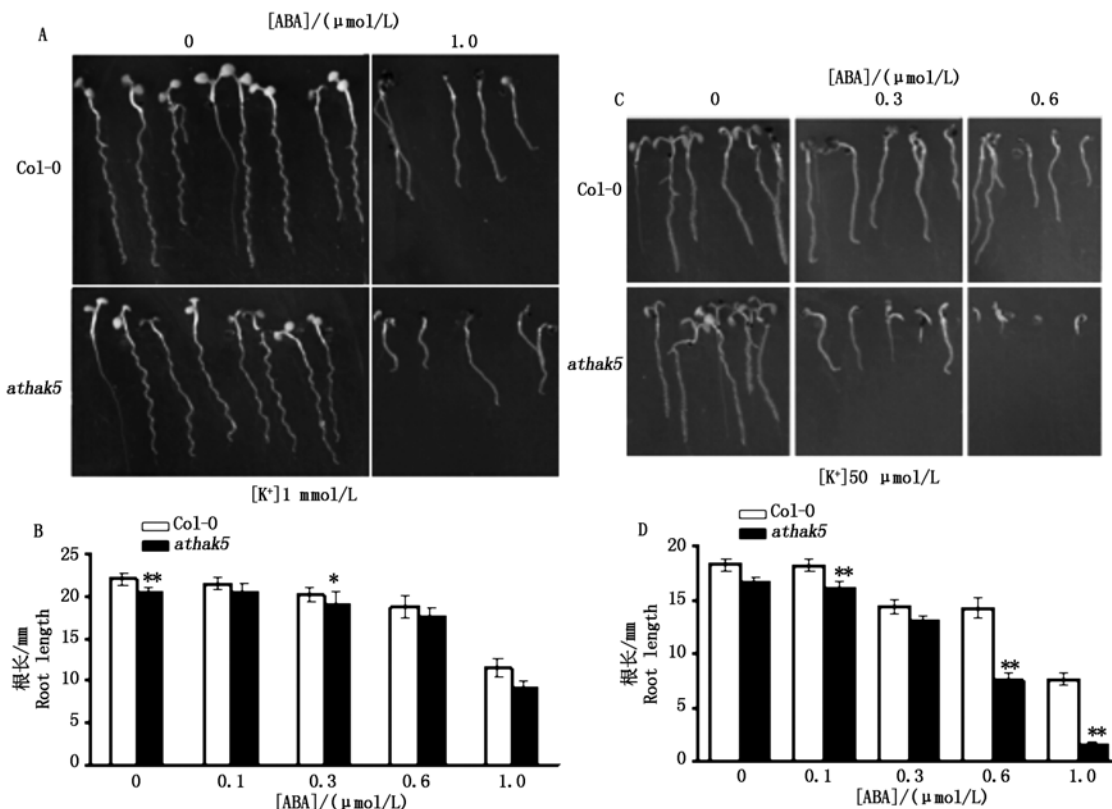 [ABA]/(μmol/L)
A
0 1.0
Col-0
athak5
[K⁺]1 mmol/L
[ABA]/(μmol/L)
C 0 0.3 0.6
Col-0
athak5
[K⁺]50 μmol/L
B
Col-0
athak5
25
20
15
10
5
0
根长/mm
Root length
** *
0 0.1 0.3 0.6 1.0
[ABA]/(μmol/L)
D
Col-0
athak5
20
15
10
5
0
根长/mm
Root length
** ** **
0 0.1 0.3 0.6 1.0
[ABA]/(μmol/L)